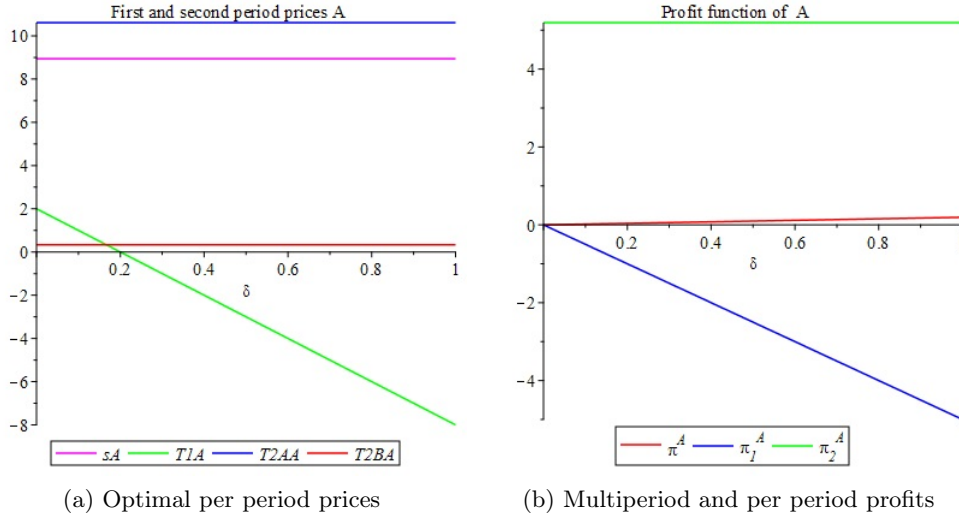 First and second period prices A
10
8
6
4
2
0
−2
−4
−6
−8
0.2 0.4 0.6 0.8 1
δ
sA T1A T2AA T2BA
(a) Optimal per period prices
Profit function of A
4
2
0
−2
−4
0.2 0.4 0.6 0.8 1
δ
π^A π_1^A π_2^A
(b) Multiperiod and per period profits